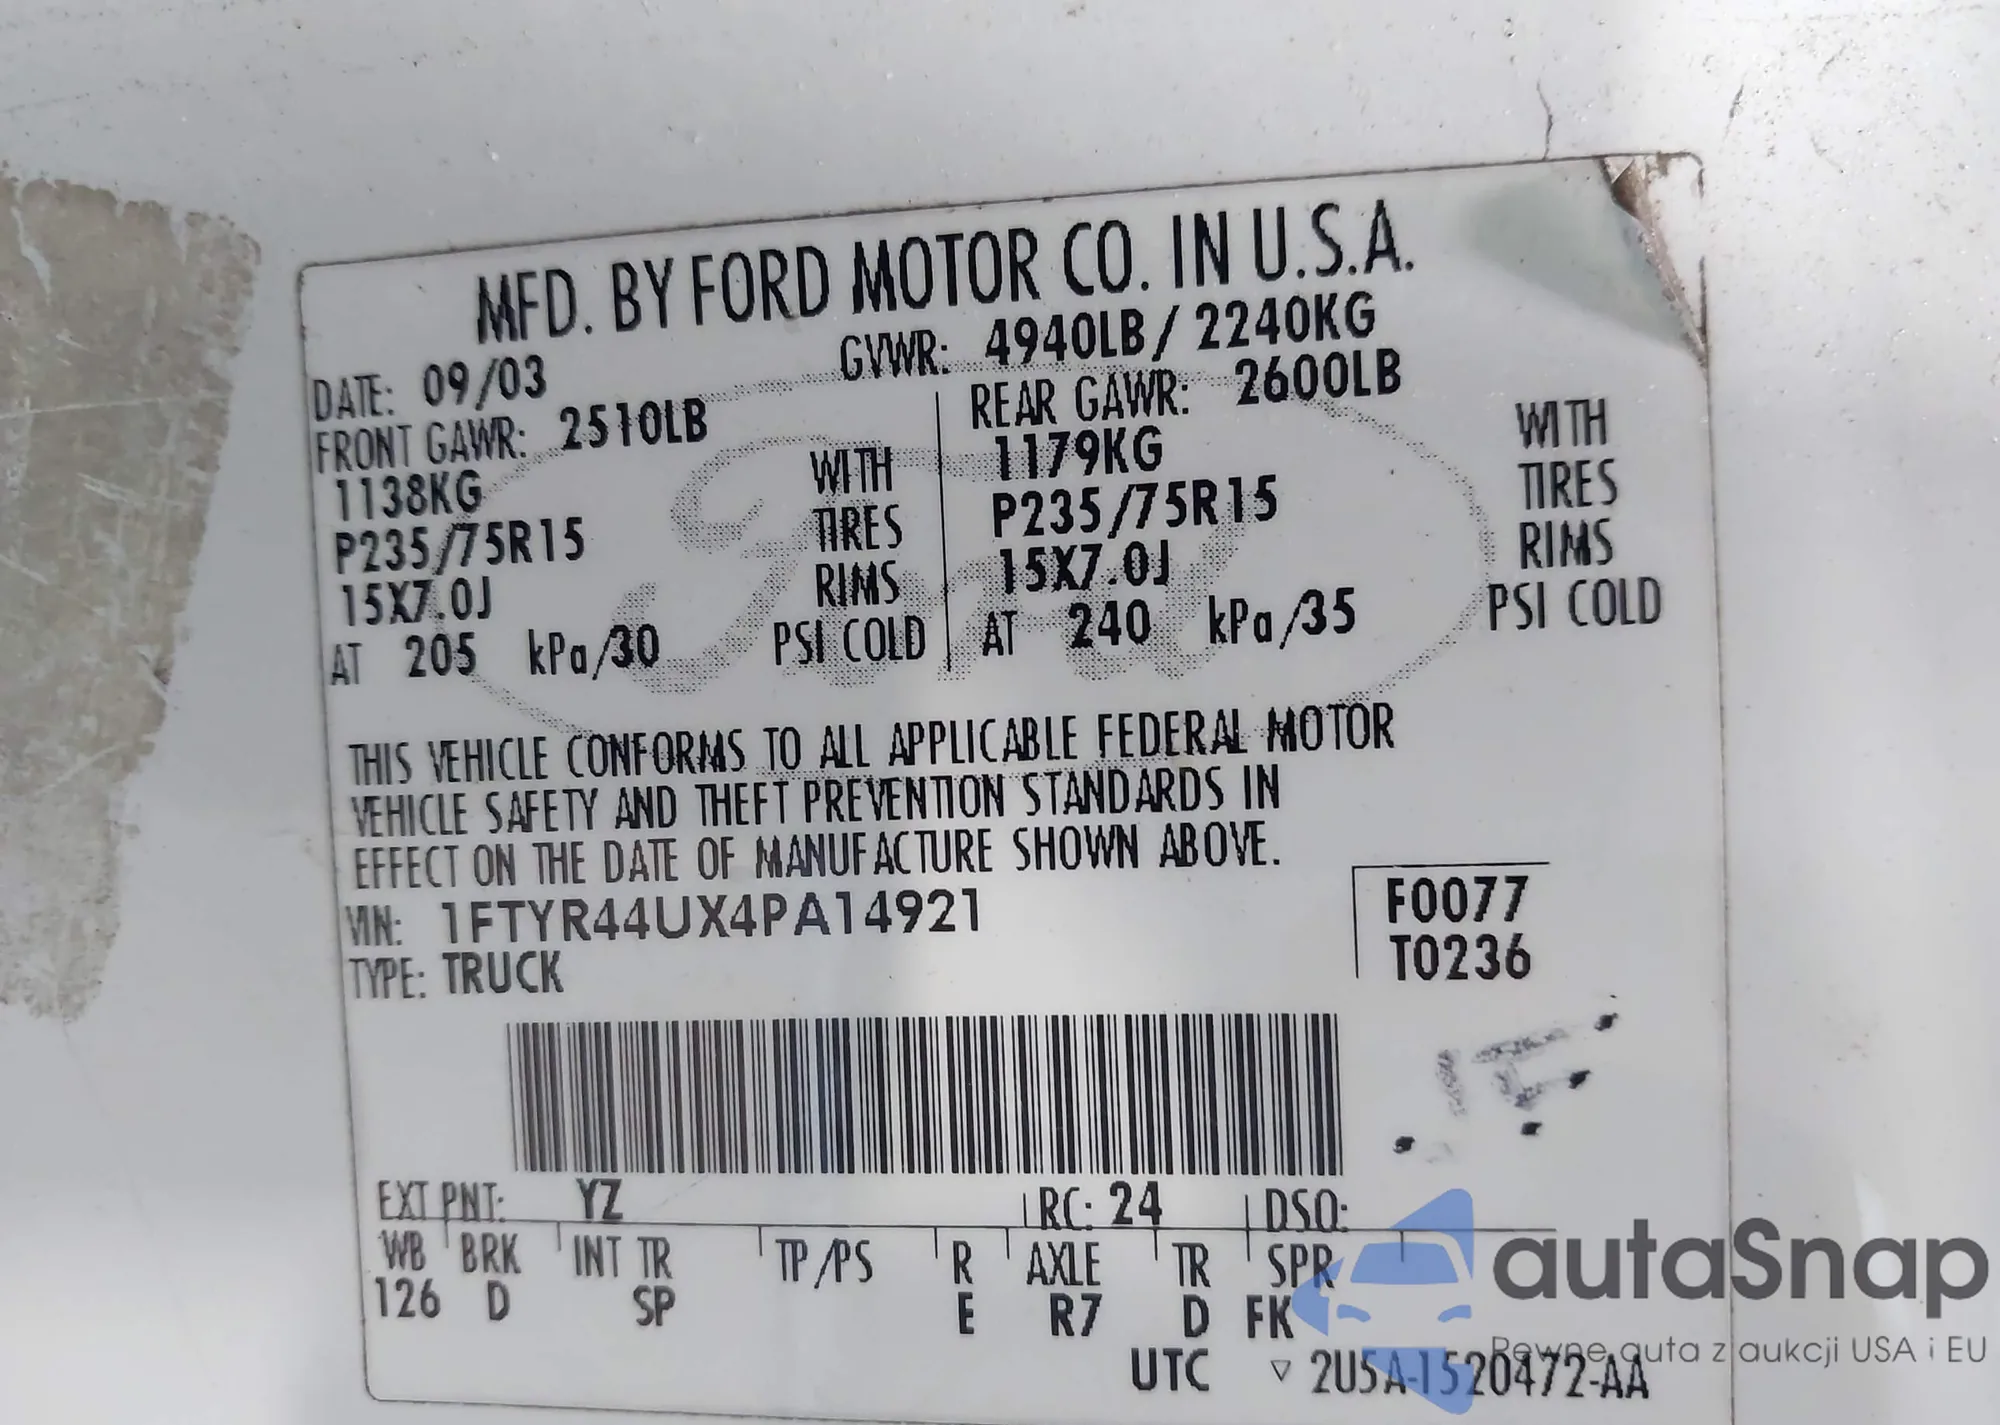 MFD. BY FORD MOTOR CO. IN U.S.A.
DATE: 09/03 GVWR: 4940LB / 2240KG
FRONT GAWR: 2510LB REAR GAWR: 2600LB
1138KG WITH 1179KG WITH
P235/75R15 TIRES P235/75R15 TIRES
15X7.0J RIMS 15X7.0J RIMS
AT 205 kPa/30 PSI COLD AT 240 kPa/35 PSI COLD
THIS VEHICLE CONFORMS TO ALL APPLICABLE FEDERAL MOTOR
VEHICLE SAFETY AND THEFT PREVENTION STANDARDS IN
EFFECT ON THE DATE OF MANUFACTURE SHOWN ABOVE.
VIN: 1FTYR44UX4PA14921 F0077
TYPE: TRUCK T0236
EXT PNT: YZ RC: 24 DSO:
WB BRK INT TR TP/PS R AXLE TR SPR
126 D SP E R7 D FK
UTC ▽ 2U5A-1520472-AA
Ford
autaSnap
Pewne auta z aukcji USA i EU